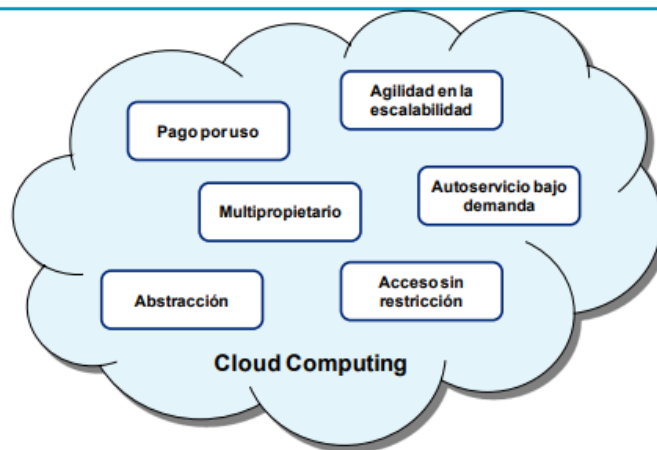 Agilidad en la
escalabilidad
Pago por uso
Autoservicio bajo
demanda
Multipropietario
Acceso sin
restricción
Abstracción
Cloud Computing